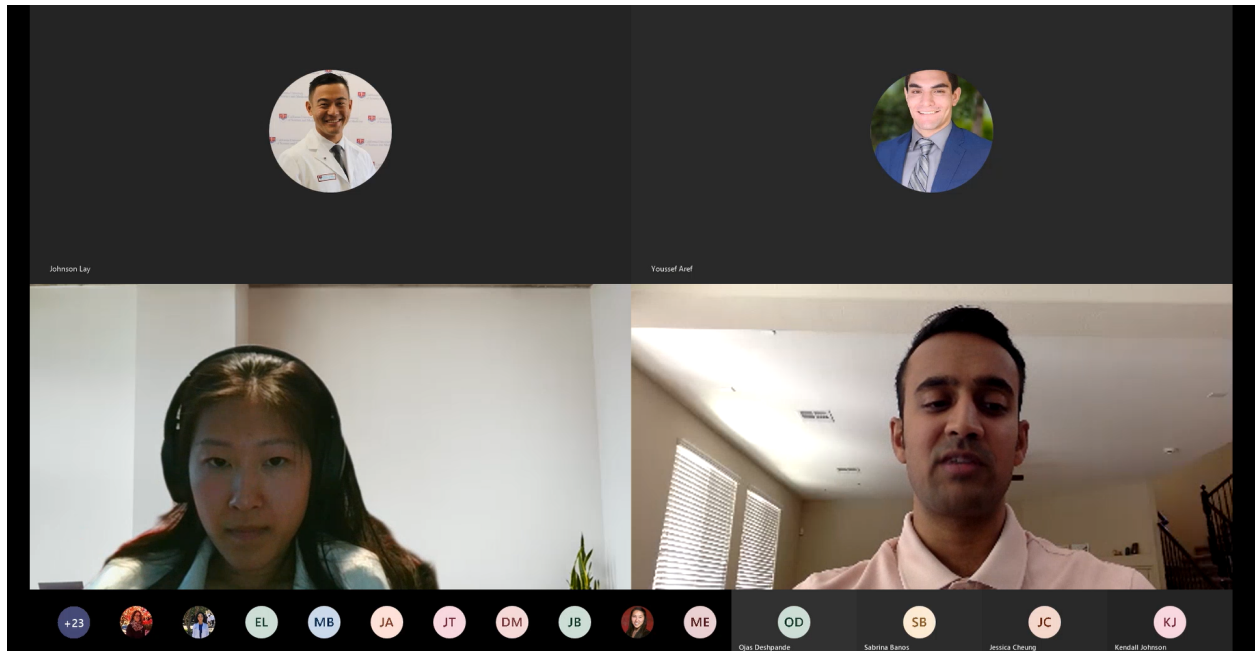 Johnson Lay
Youssef Aref
+23
EL
MB
JA
JT
DM
JB
ME
OD
SB
JC
KJ
Ojas Deshpande
Sabrina Banos
Jessica Cheung
Kendall Johnson